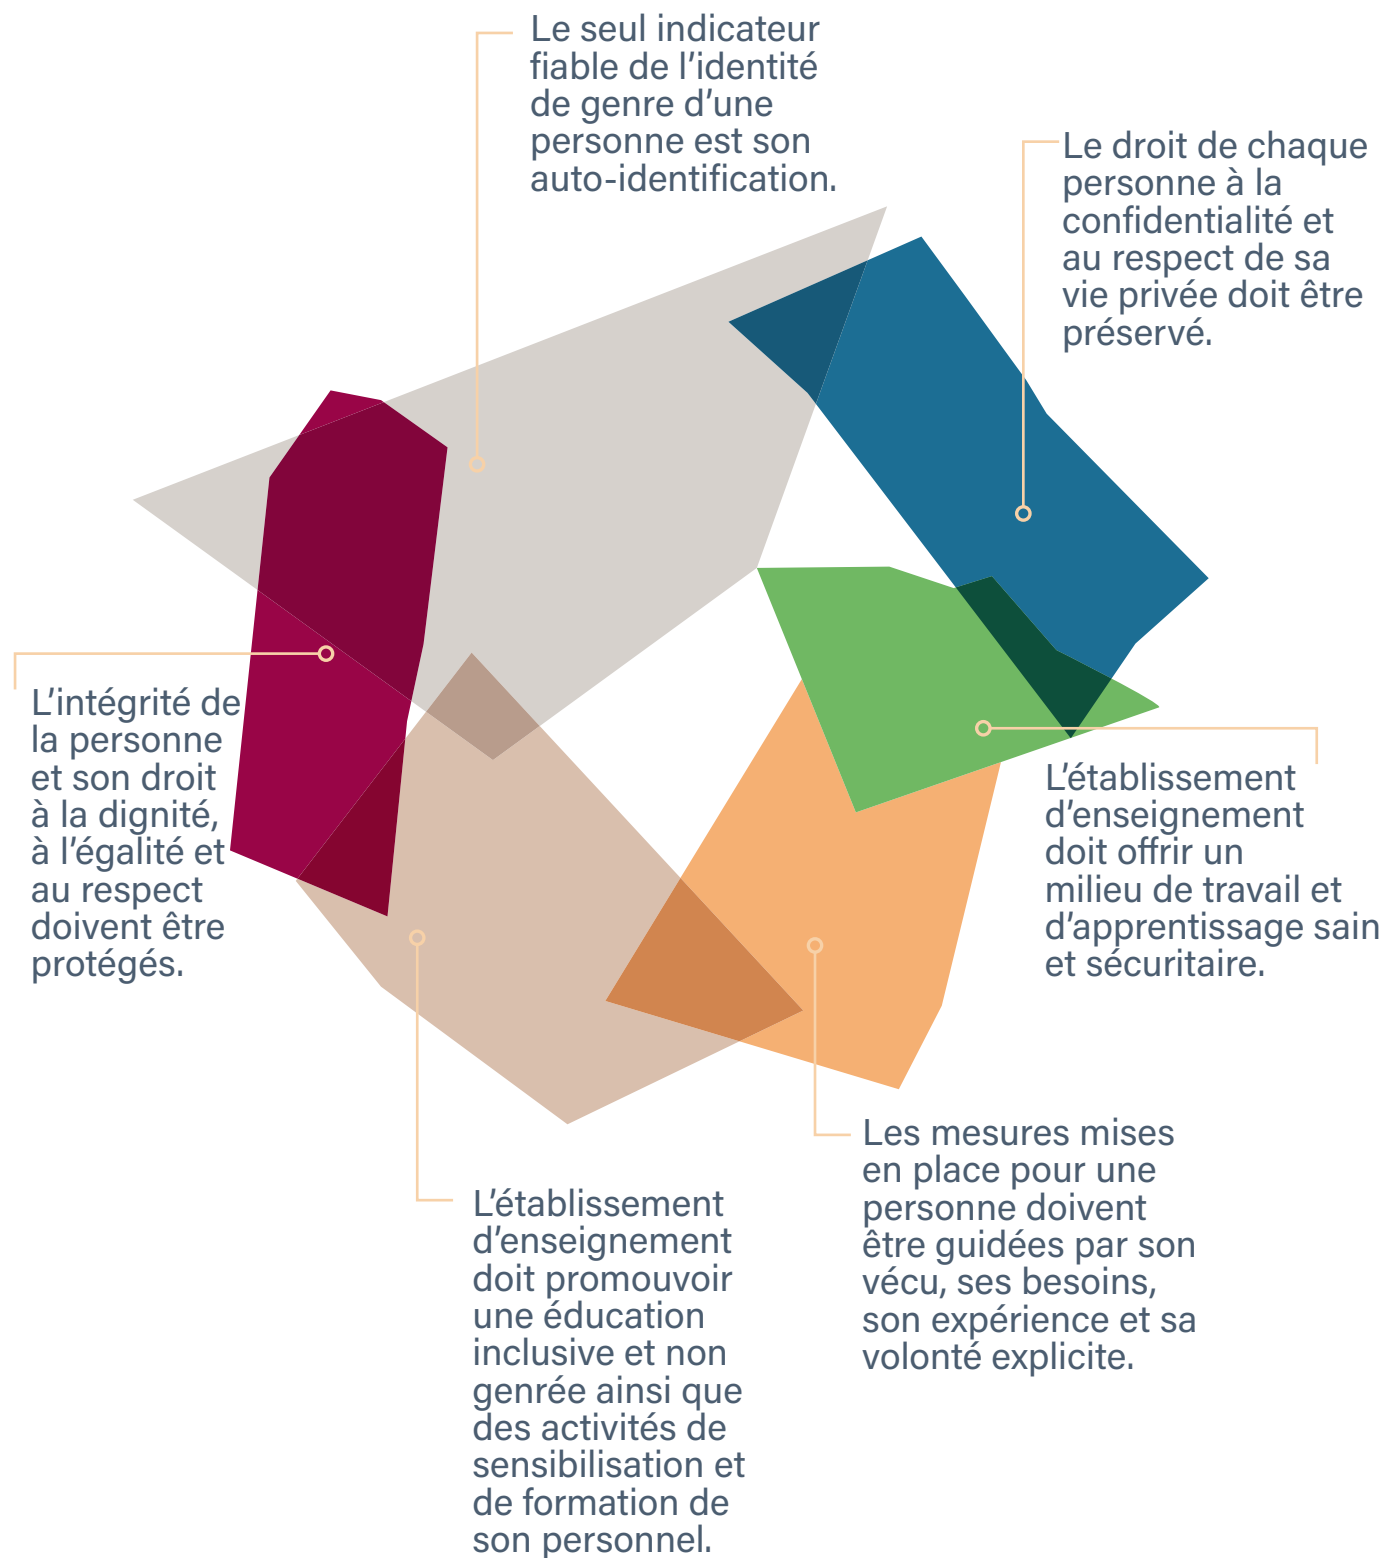 Le seul indicateur
fiable de l’identité
de genre d’une
personne est son
auto-identification.
Le droit de chaque
personne à la
confidentialité et
au respect de sa
vie privée doit être
préservé.
L’intégrité de
la personne
et son droit
à la dignité,
à l’égalité et
au respect
doivent être
protégés.
L’établissement
d’enseignement
doit offrir un
milieu de travail et
d’apprentissage sain
et sécuritaire.
Les mesures mises
en place pour une
personne doivent
être guidées par son
vécu, ses besoins,
son expérience et sa
volonté explicite.
L’établissement
d’enseignement
doit promouvoir
une éducation
inclusive et non
genrée ainsi que
des activités de
sensibilisation et
de formation de
son personnel.